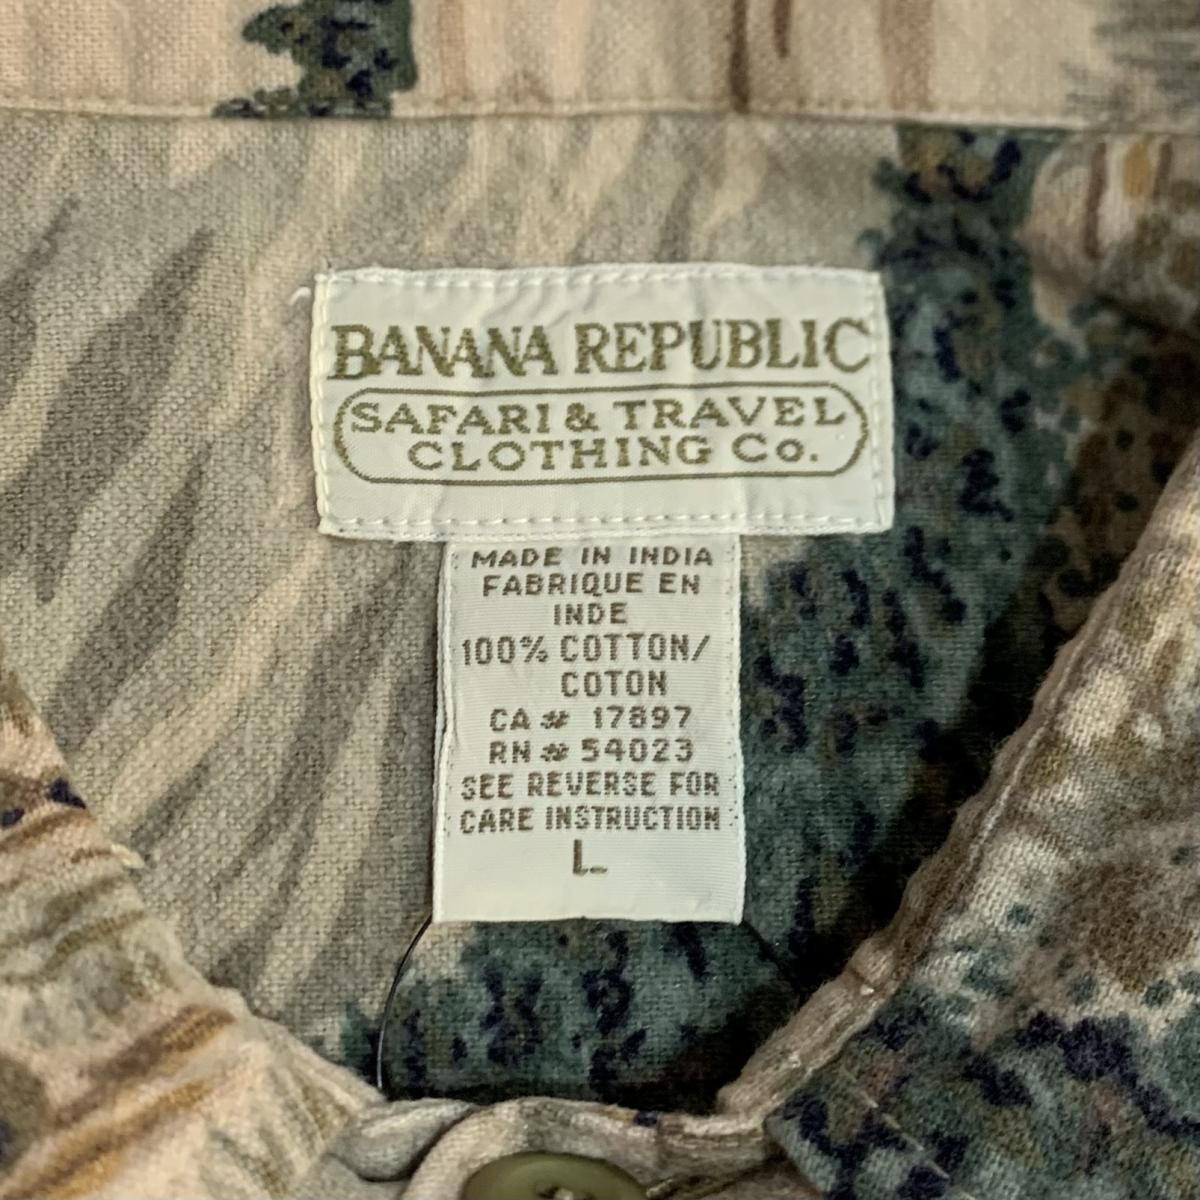 BANANA REPUBLIC
SAFARI & TRAVEL
CLOTHING Co.
MADE IN INDIA
FABRIQUE EN
INDE
100% COTTON/
COTON
CA # 17897
RN # 54023
SEE REVERSE FOR
CARE INSTRUCTION
L